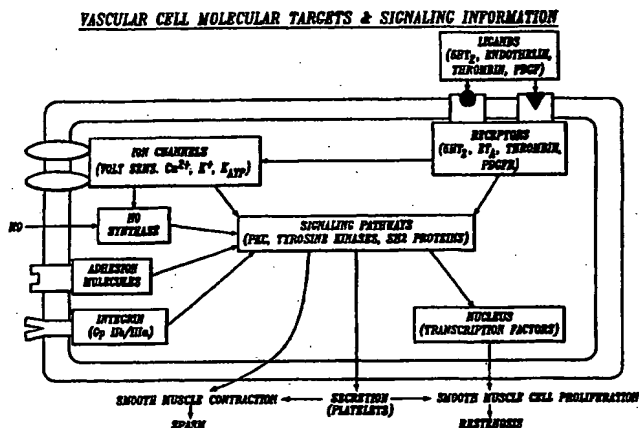 VASCULAR CELL MOLECULAR TARGETS & SIGNALING INFORMATION
LIGANDS
(5HT2, ENDOTHELIN,
THROMBIN, PDGF)
ION CHANNELS
(VOLT SENS. Ca2+, K+, KATP)
RECEPTORS
(5HT2, ETA, THROMBIN,
PDGFR)
NO
NO
SYNTHASE
SIGNALING PATHWAYS
(PKC, TYROSINE KINASES, SH2 PROTEINS)
ADHESION
MOLECULES
INTEGRIN
(Gp IIb/IIIa)
NUCLEUS
(TRANSCRIPTION FACTORS)
SMOOTH MUSCLE CONTRACTION
SECRETION
(PLATELETS)
SMOOTH MUSCLE CELL PROLIFERATION
SPASM
RESTENOSIS